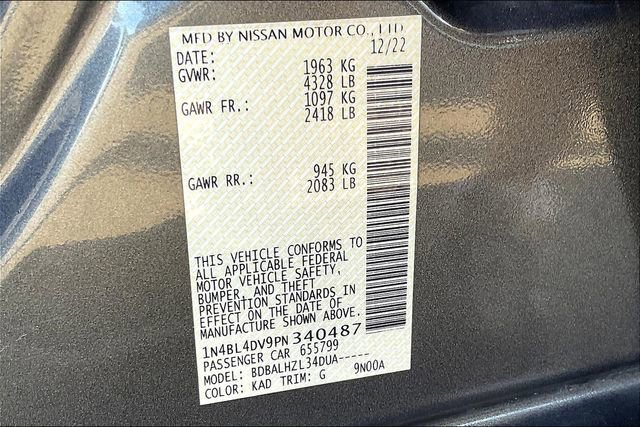 MFD BY NISSAN MOTOR CO., LTD
DATE: 12/22
GVWR: 1963 KG
4328 LB
GAWR FR.: 1097 KG
2418 LB
GAWR RR.: 945 KG
2083 LB
THIS VEHICLE CONFORMS TO
ALL APPLICABLE FEDERAL
MOTOR VEHICLE SAFETY,
BUMPER, AND THEFT
PREVENTION STANDARDS IN
EFFECT ON THE DATE OF
MANUFACTURE SHOWN ABOVE.
1N4BL4DV9PN 340487
PASSENGER CAR 655799
MODEL: BDBALHZL34DUA-----
COLOR: KAD TRIM: G 9N00A